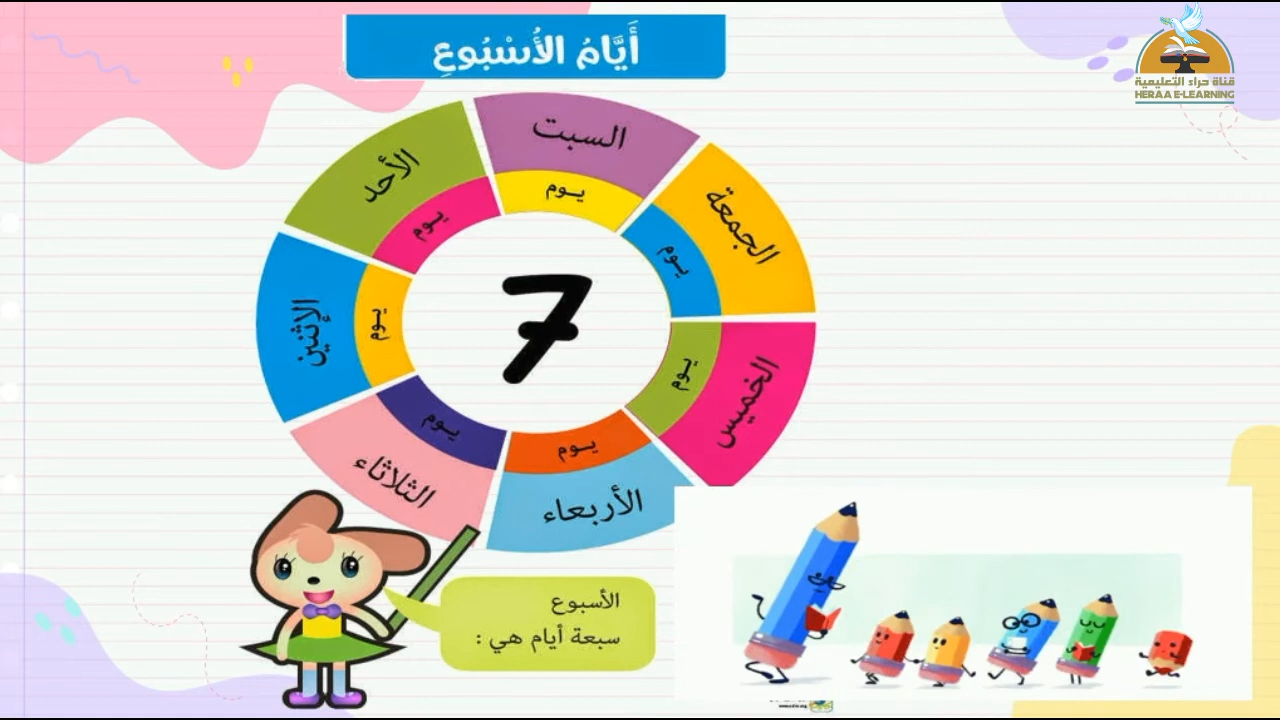 أَيَّامُ الأُسْبُوعِ
قناة حراء التعليمية
HERAA E-LEARNING
السبت
يوم
الأحد
يوم
الإثنين
يوم
الثلاثاء
يوم
الأربعاء
يوم
الخميس
يوم
الجمعة
يوم
7
الأسبوع
سبعة أيام هي :